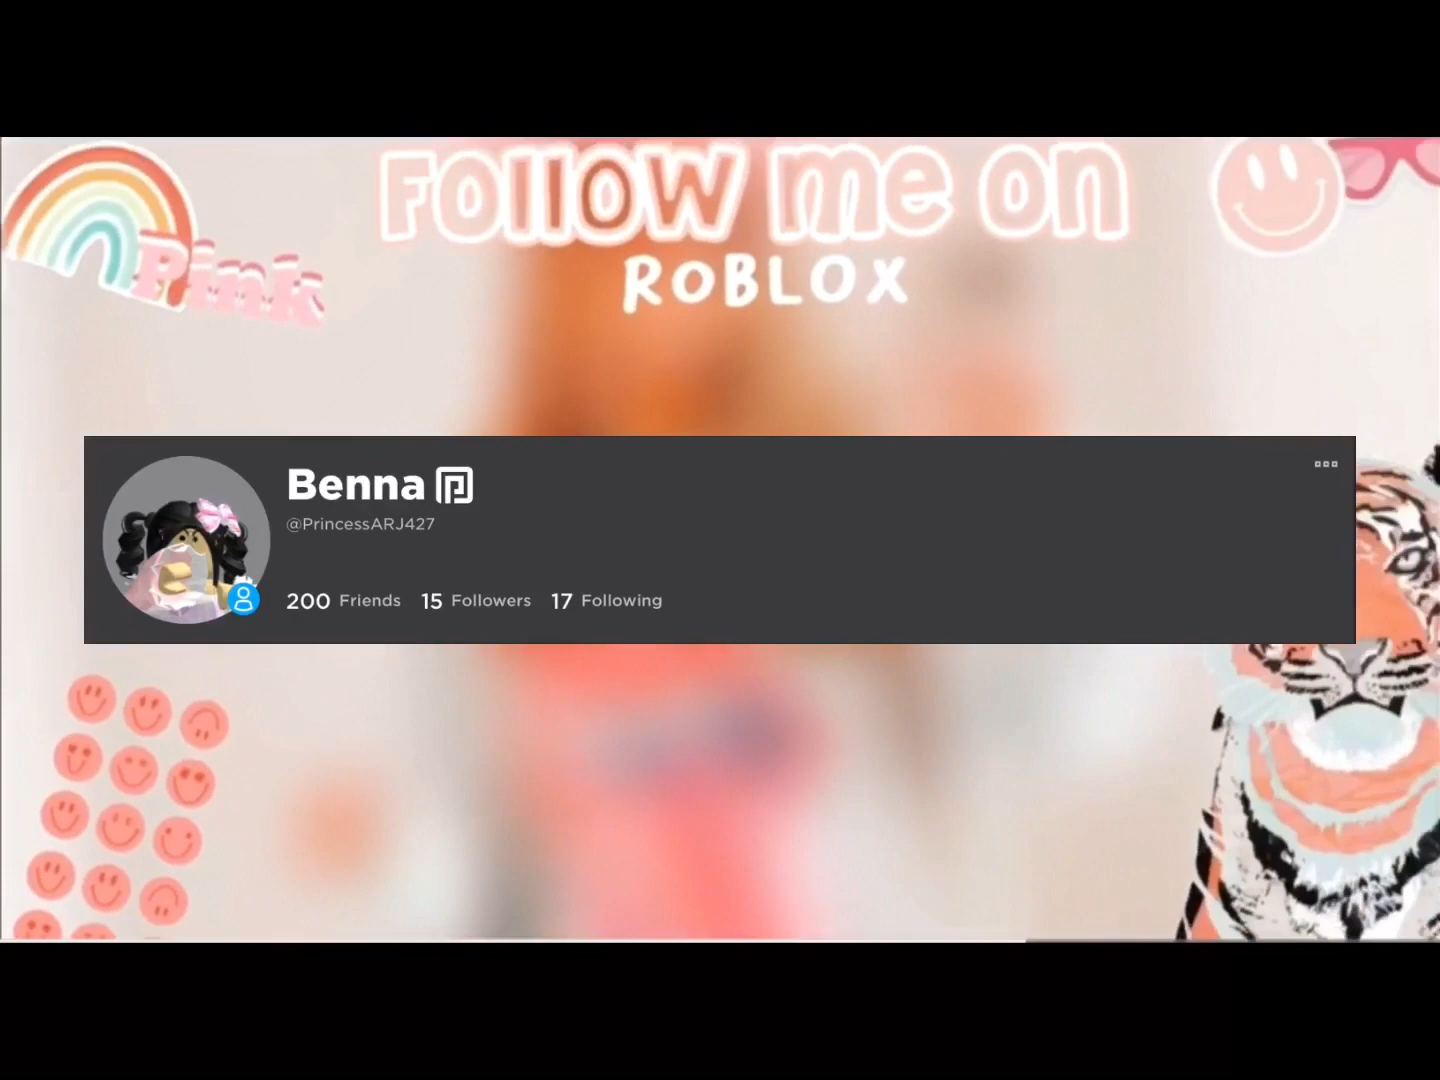 Follow me on
ROBLOX
Pink
Benna
@PrincessARJ427
200 Friends 15 Followers 17 Following